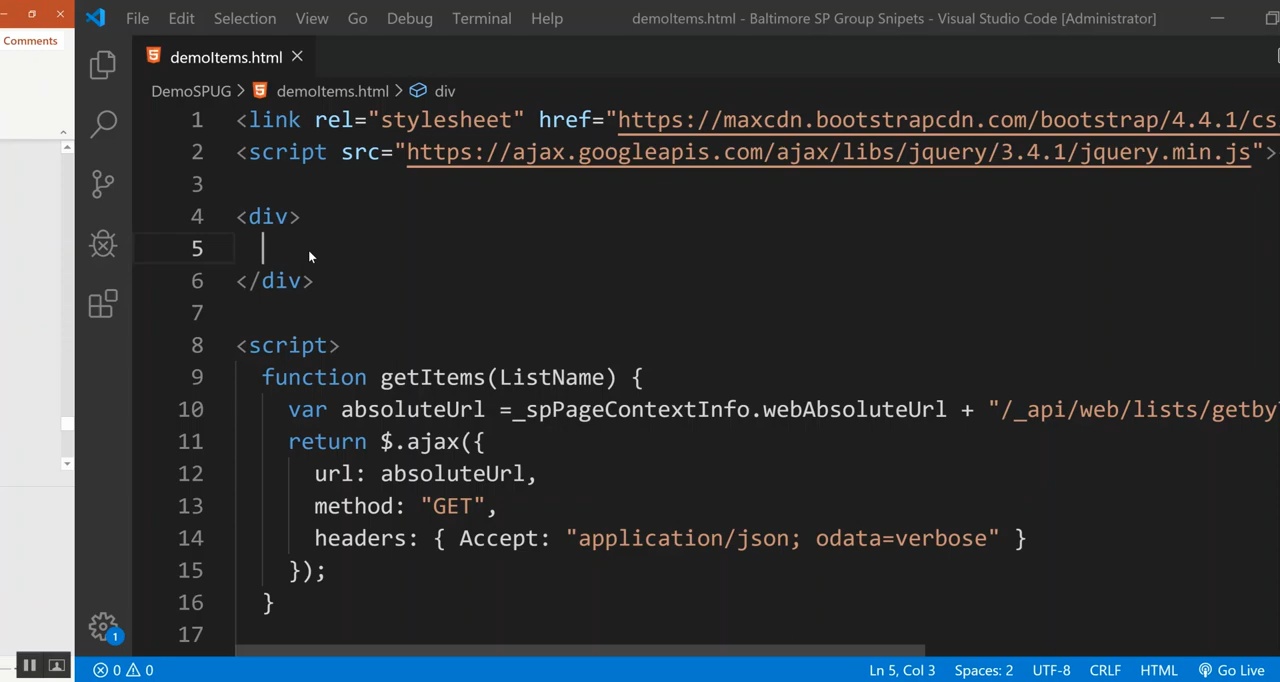 File Edit Selection View Go Debug Terminal Help demoItems.html - Baltimore SP Group Snipets - Visual Studio Code [Administrator]
Comments
demoItems.html
DemoSPUG > demoItems.html > div
1 <link rel="stylesheet" href="https://maxcdn.bootstrapcdn.com/bootstrap/4.4.1/cs
2 <script src="https://ajax.googleapis.com/ajax/libs/jquery/3.4.1/jquery.min.js">
3
4 <div>
5
6 </div>
7
8 <script>
9 function getItems(ListName) {
10 var absoluteUrl =_spPageContextInfo.webAbsoluteUrl + "/_api/web/lists/getby
11 return $.ajax({
12 url: absoluteUrl,
13 method: "GET",
14 headers: { Accept: "application/json; odata=verbose" }
15 });
16 }
17
1
0 0 Ln 5, Col 3 Spaces: 2 UTF-8 CRLF HTML Go Live